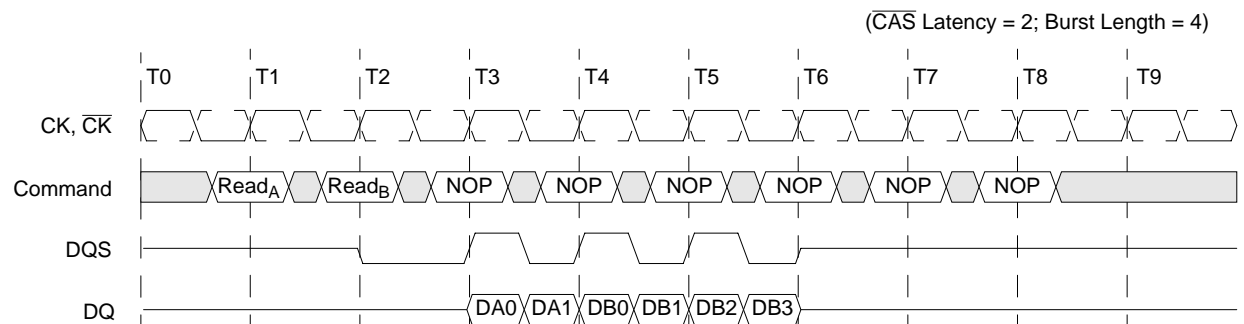 (CAS Latency = 2; Burst Length = 4)
T0 T1 T2 T3 T4 T5 T6 T7 T8 T9
CK, CK
Command ReadA ReadB NOP NOP NOP NOP NOP NOP
DQS
DQ DA0 DA1 DB0 DB1 DB2 DB3